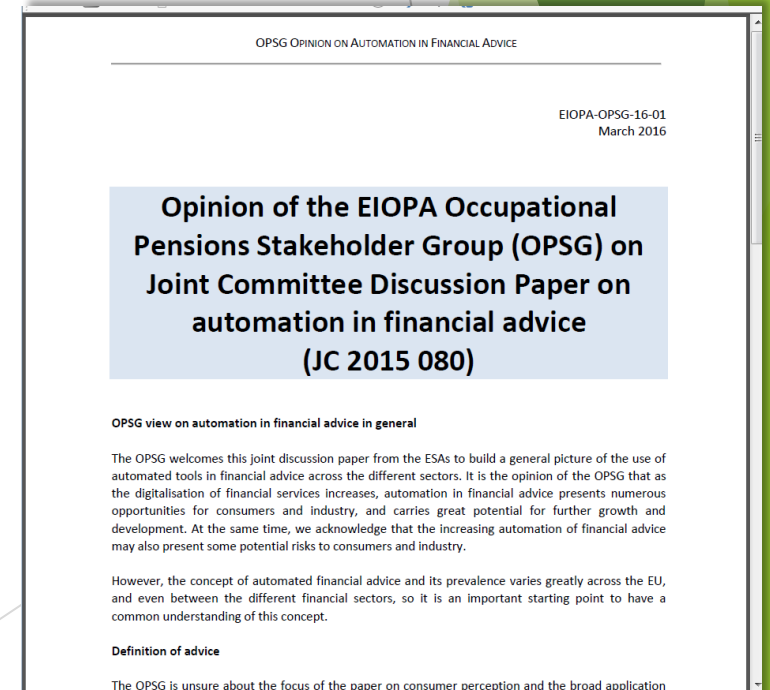 OPSG OPINION ON AUTOMATION IN FINANCIAL ADVICE
EIOPA-OPSG-16-01
March 2016
Opinion of the EIOPA Occupational
Pensions Stakeholder Group (OPSG) on
Joint Committee Discussion Paper on
automation in financial advice
(JC 2015 080)
OPSG view on automation in financial advice in general
The OPSG welcomes this joint discussion paper from the ESAs to build a general picture of the use of
automated tools in financial advice across the different sectors. It is the opinion of the OPSG that as
the digitalisation of financial services increases, automation in financial advice presents numerous
opportunities for consumers and industry, and carries great potential for further growth and
development. At the same time, we acknowledge that the increasing automation of financial advice
may also present some potential risks to consumers and industry.
However, the concept of automated financial advice and its prevalence varies greatly across the EU,
and even between the different financial sectors, so it is an important starting point to have a
common understanding of this concept.
Definition of advice
The OPSG is unsure about the focus of the paper on consumer perception and the broad application